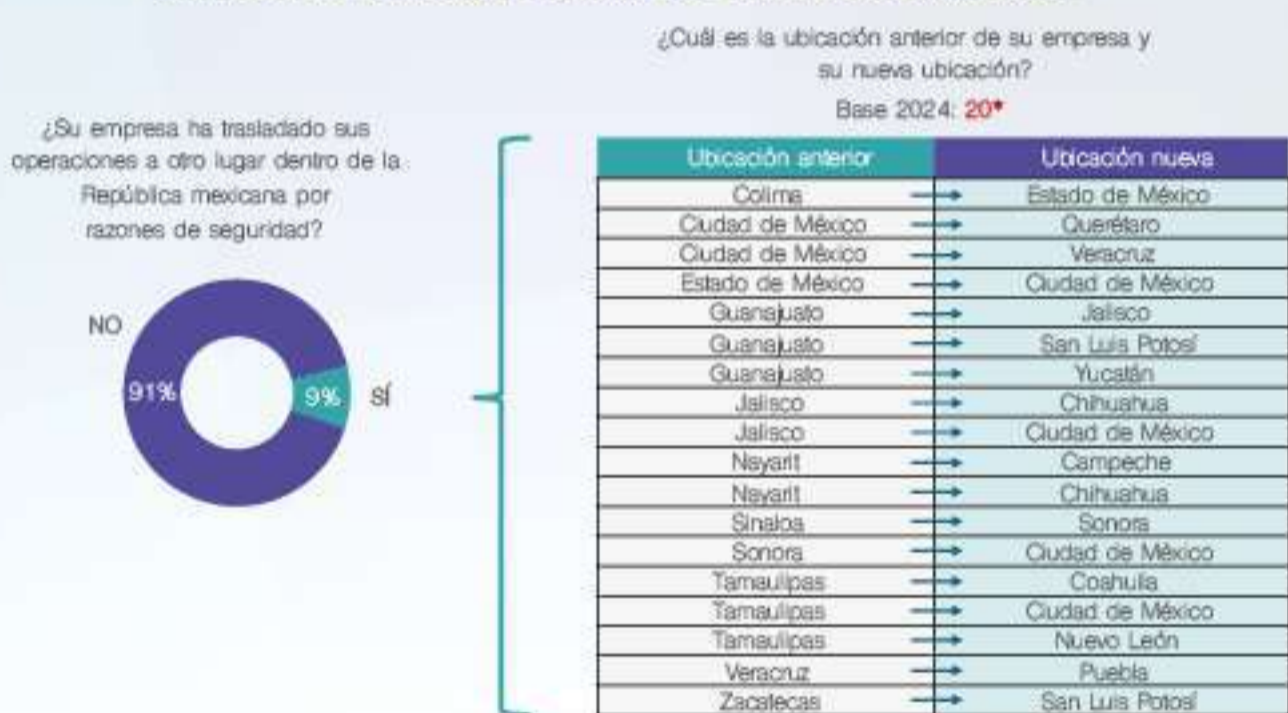 ¿Su empresa ha trasladado sus
operaciones a otro lugar dentro de la
República mexicana por
razones de seguridad?
NO
91%
9%
SÍ
¿Cuál es la ubicación anterior de su empresa y
su nueva ubicación?
Base 2024: 20*
Ubicación anterior Ubicación nueva
Colima Estado de México
Ciudad de México Querétaro
Ciudad de México Veracruz
Estado de México Ciudad de México
Guanajuato Jalisco
Guanajuato San Luis Potosí
Guanajuato Yucatán
Jalisco Chihuahua
Jalisco Ciudad de México
Nayarit Campeche
Nayarit Chihuahua
Sinaloa Sonora
Sonora Ciudad de México
Tamaulipas Coahuila
Tamaulipas Ciudad de México
Tamaulipas Nuevo León
Veracruz Puebla
Zacatecas San Luis Potosí